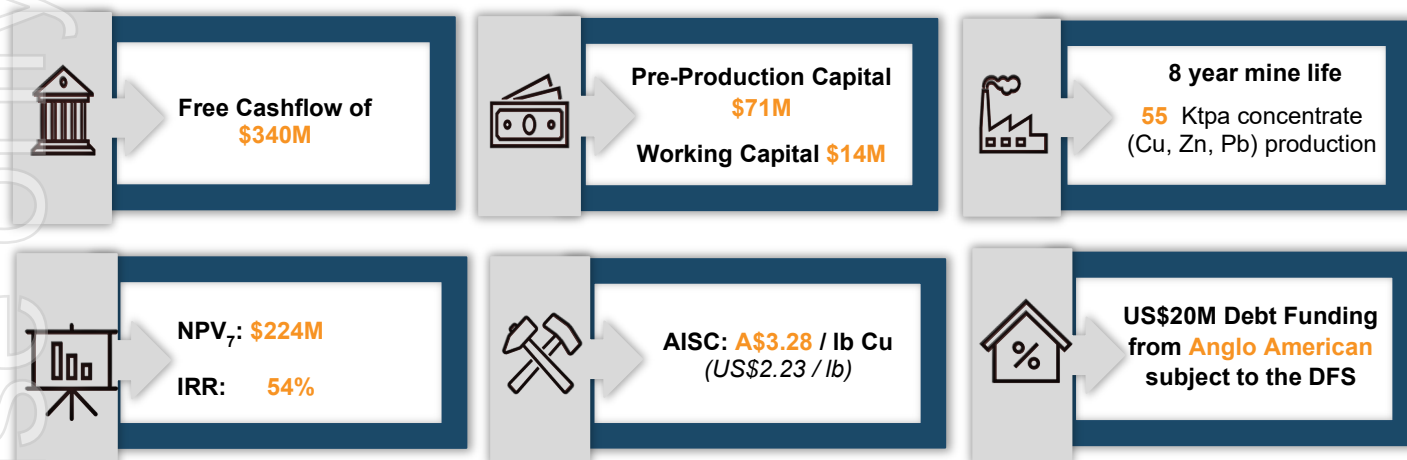 Free Cashflow of
$340M
Pre-Production Capital
$71M
Working Capital $14M
8 year mine life
55 Ktpa concentrate
(Cu, Zn, Pb) production
NPV7: $224M
IRR: 54%
AISC: A$3.28 / lb Cu
(US$2.23 / lb)
US$20M Debt Funding
from Anglo American
subject to the DFS